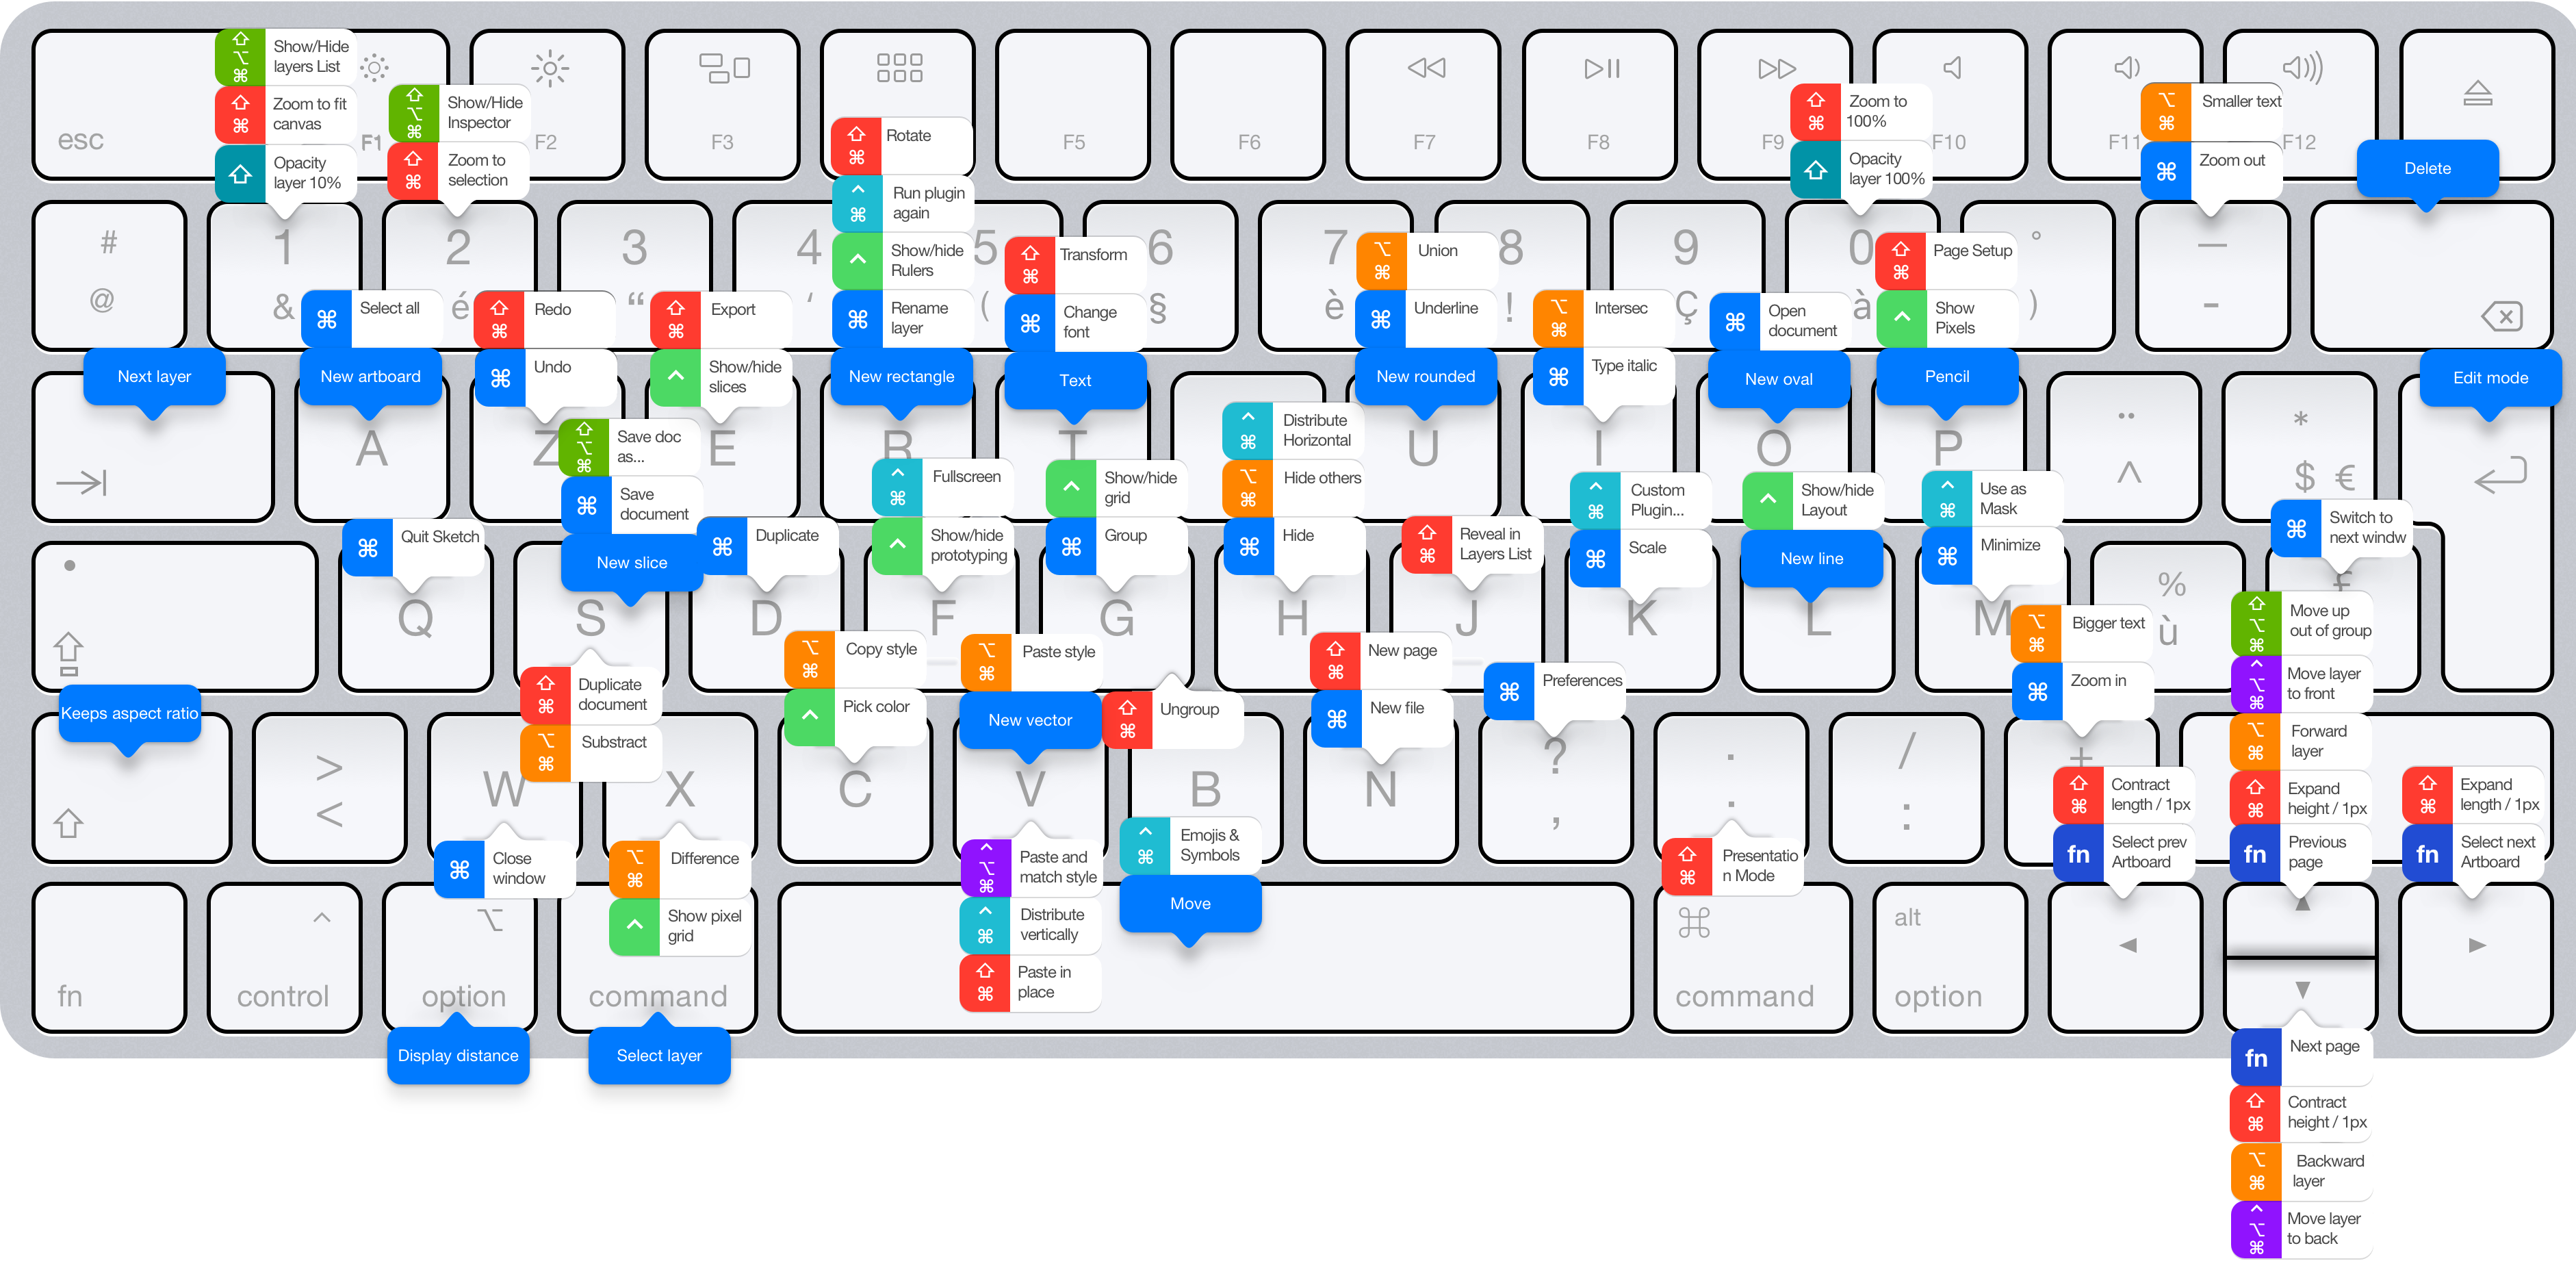 ⇧ ⌥ ⌘ Show/Hide
layers List
⇧ ⌘ Zoom to fit
canvas
⇧ Opacity
layer 10%
⇧ ⌥ ⌘ Show/Hide
Inspector
⇧ ⌘ Zoom to
selection
⇧ ⌘ Rotate
^ ⌘ Run plugin
again
^ Show/hide
Rulers
⌘ Rename
layer
New rectangle
⇧ ⌘ Zoom to
100%
⇧ Opacity
layer 100%
⌥ ⌘ Smaller text
⌘ Zoom out
Delete
esc
F1
F2
F3
F5
F6
F7
F8
F9
F10
F11
F12
#
@
1
&
2
é
3
“
4
‘
5
(
6
§
7
è
8
!
9
Ç
0
à
°
)
—
-
⇧ ⌘ Transform
⌘ Change
font
Text
⌥ ⌘ Union
⌘ Underline
New rounded
⌥ ⌘ Intersec
⌘ Type italic
⌘ Open
document
New oval
⇧ ⌘ Page Setup
^ Show
Pixels
Pencil
Next layer
⌘ Select all
New artboard
⇧ ⌘ Redo
⌘ Undo
⇧ ⌘ Export
^ Show/hide
slices
Edit mode
A
Z
E
R
T
U
I
O
P
¨
^
*
$ €
⌘ Quit Sketch
⇧ ⌥ ⌘ Save doc
as...
⌘ Save
document
New slice
⌘ Duplicate
^ ⌘ Fullscreen
^ Show/hide
prototyping
^ Show/hide
grid
⌘ Group
^ ⌘ Distribute
Horizontal
⌥ ⌘ Hide others
⌘ Hide
⇧ ⌘ Reveal in
Layers List
^ ⌘ Custom
Plugin...
⌘ Scale
^ Show/hide
Layout
New line
^ ⌘ Use as
Mask
⌘ Minimize
⌘ Switch to
next windw
Q
S
D
F
G
H
J
K
L
M
%
ù
£
Keeps aspect ratio
⇧ ⌘ Duplicate
document
⌥ ⌘ Substract
⌥ ⌘ Copy style
^ Pick color
⌥ ⌘ Paste style
New vector
⇧ ⌘ Ungroup
⇧ ⌘ New page
⌘ New file
⌘ Preferences
⌥ ⌘ Bigger text
⌘ Zoom in
⇧ ⌥ ⌘ Move up
out of group
^ ⌥ ⌘ Move layer
to front
⌥ ⌘ Forward
layer
⇧ ⌘ Expand
height / 1px
fn Previous
page
>
<
W
X
C
V
B
N
?
,
.
.
/
:
+
⇧ ⌘ Contract
length / 1px
fn Select prev
Artboard
⇧ ⌘ Expand
length / 1px
fn Select next
Artboard
⌘ Close
window
⌥ ⌘ Difference
^ Show pixel
grid
^ ⌥ ⌘ Paste and
match style
^ ⌘ Distribute
vertically
⇧ ⌘ Paste in
place
^ ⌘ Emojis &
Symbols
Move
⇧ ⌘ Presentatio
n Mode
fn
^
control
⌥
option
command
⌘
command
alt
option
Display distance
Select layer
fn Next page
⇧ ⌘ Contract
height / 1px
⌥ ⌘ Backward
layer
^ ⌥ ⌘ Move layer
to back